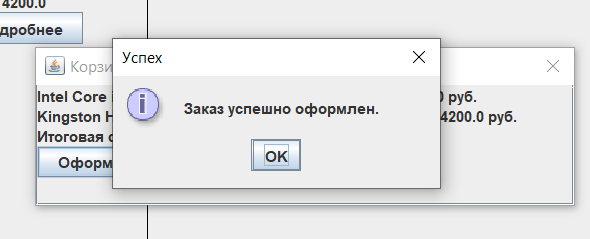 4200.0
дробнее
Корзи
Успех
Intel Core i
0 руб.
Kingston H
4200.0 руб.
Итоговая с
Заказ успешно оформлен.
Оформ
OK